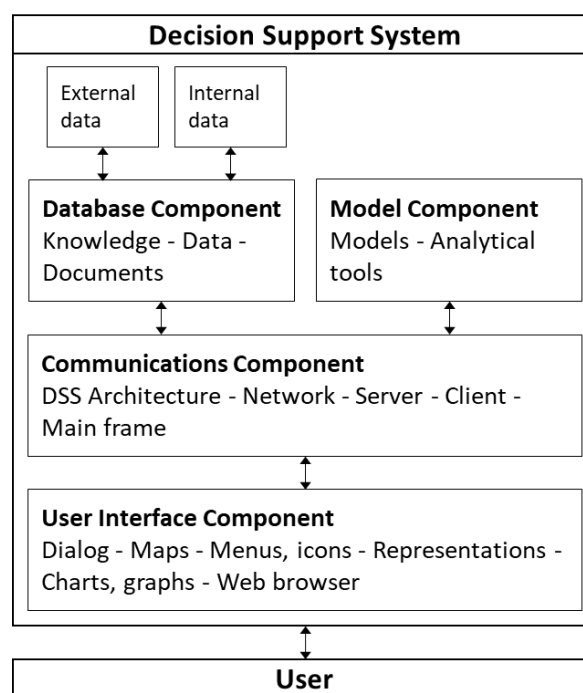 Decision Support System
External
data
Internal
data
Database Component
Knowledge - Data -
Documents
Model Component
Models - Analytical
tools
Communications Component
DSS Architecture - Network - Server - Client -
Main frame
User Interface Component
Dialog - Maps - Menus, icons - Representations -
Charts, graphs - Web browser
User